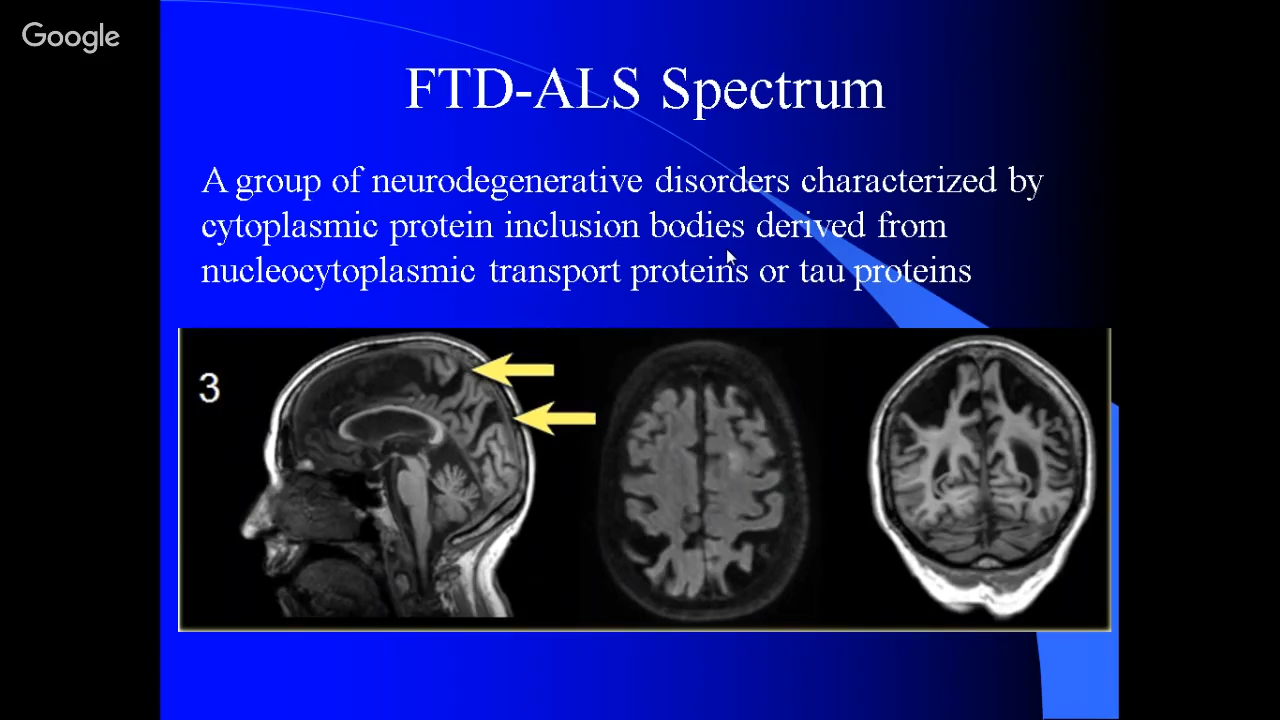 Google
FTD-ALS Spectrum
A group of neurodegenerative disorders characterized by
cytoplasmic protein inclusion bodies derived from
nucleocytoplasmic transport proteins or tau proteins
3